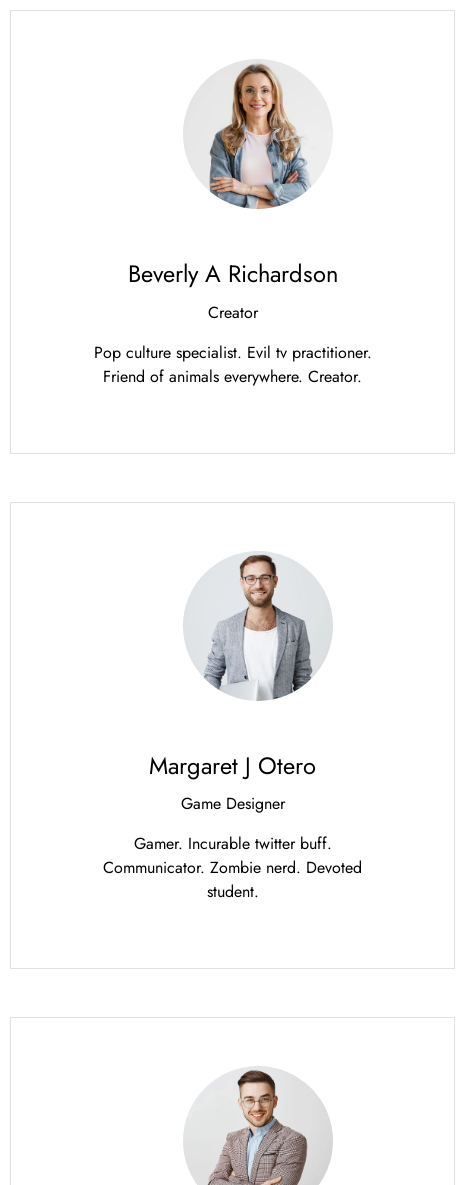 Beverly A Richardson
Creator
Pop culture specialist. Evil tv practitioner.
Friend of animals everywhere. Creator.
Margaret J Otero
Game Designer
Gamer. Incurable twitter buff.
Communicator. Zombie nerd. Devoted
student.